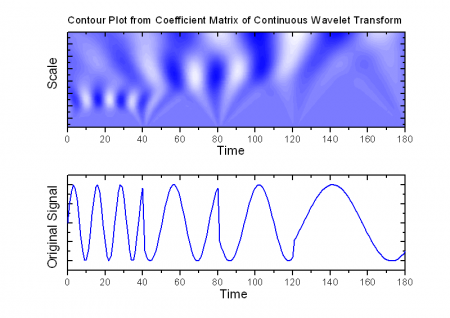 Contour Plot from Coefficient Matrix of Continuous Wavelet Transform
Scale
0 20 40 60 80 100 120 140 160 180
Time
Original Signal
0 20 40 60 80 100 120 140 160 180
Time